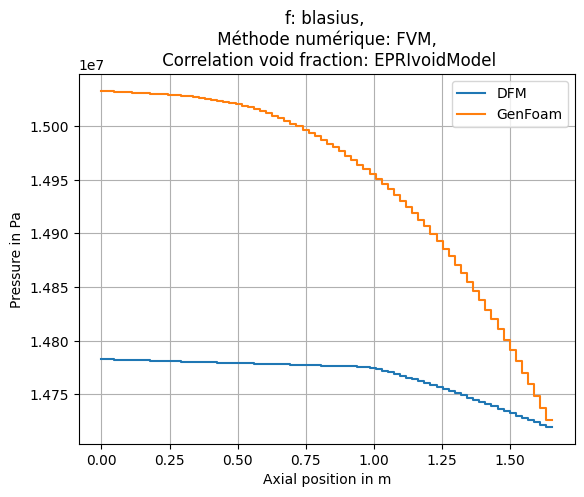 f: blasius,
Méthode numérique: FVM,
Correlation void fraction: EPRIvoidModel
1e7
DFM
GenFoam
1.500
1.495
1.490
1.485
1.480
1.475
Pressure in Pa
0.00 0.25 0.50 0.75 1.00 1.25 1.50
Axial position in m